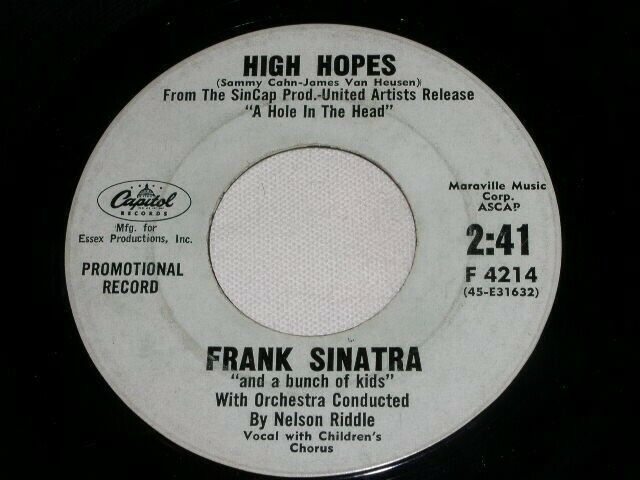 HIGH HOPES
(Sammy Cahn-James Van Heusen)
From The SinCap Prod.-United Artists Release
"A Hole In The Head"
Capitol
RECORDS
Mfg. for
Essex Productions, Inc.
PROMOTIONAL
RECORD
Maraville Music
Corp.
ASCAP
2:41
F 4214
(45-E31632)
FRANK SINATRA
"and a bunch of kids"
With Orchestra Conducted
By Nelson Riddle
Vocal with Children's
Chorus